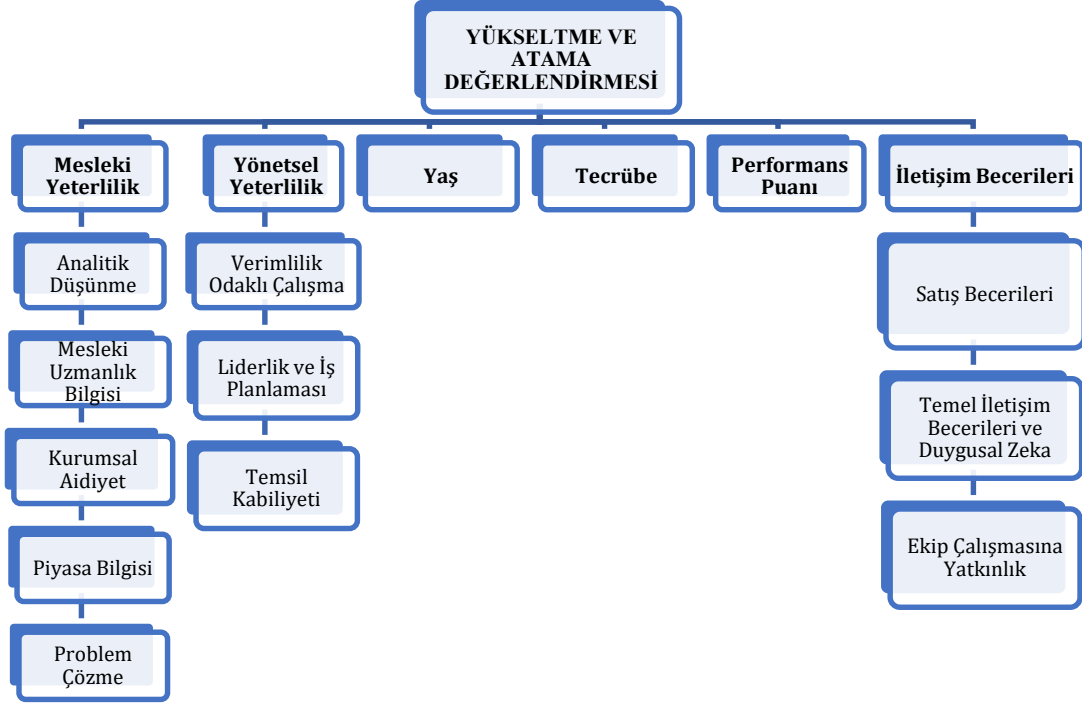 YÜKSELTME VE
ATAMA
DEĞERLENDİRMESİ
Mesleki
Yeterlilik
Yönetsel
Yeterlilik
Yaş
Tecrübe
Performans
Puanı
İletişim Becerileri
Analitik
Düşünme
Mesleki
Uzmanlık
Bilgisi
Kurumsal
Aidiyet
Piyasa Bilgisi
Problem
Çözme
Verimlilik
Odaklı Çalışma
Liderlik ve İş
Planlaması
Temsil
Kabiliyeti
Satış Becerileri
Temel İletişim
Becerileri ve
Duygusal Zeka
Ekip Çalışmasına
Yatkınlık